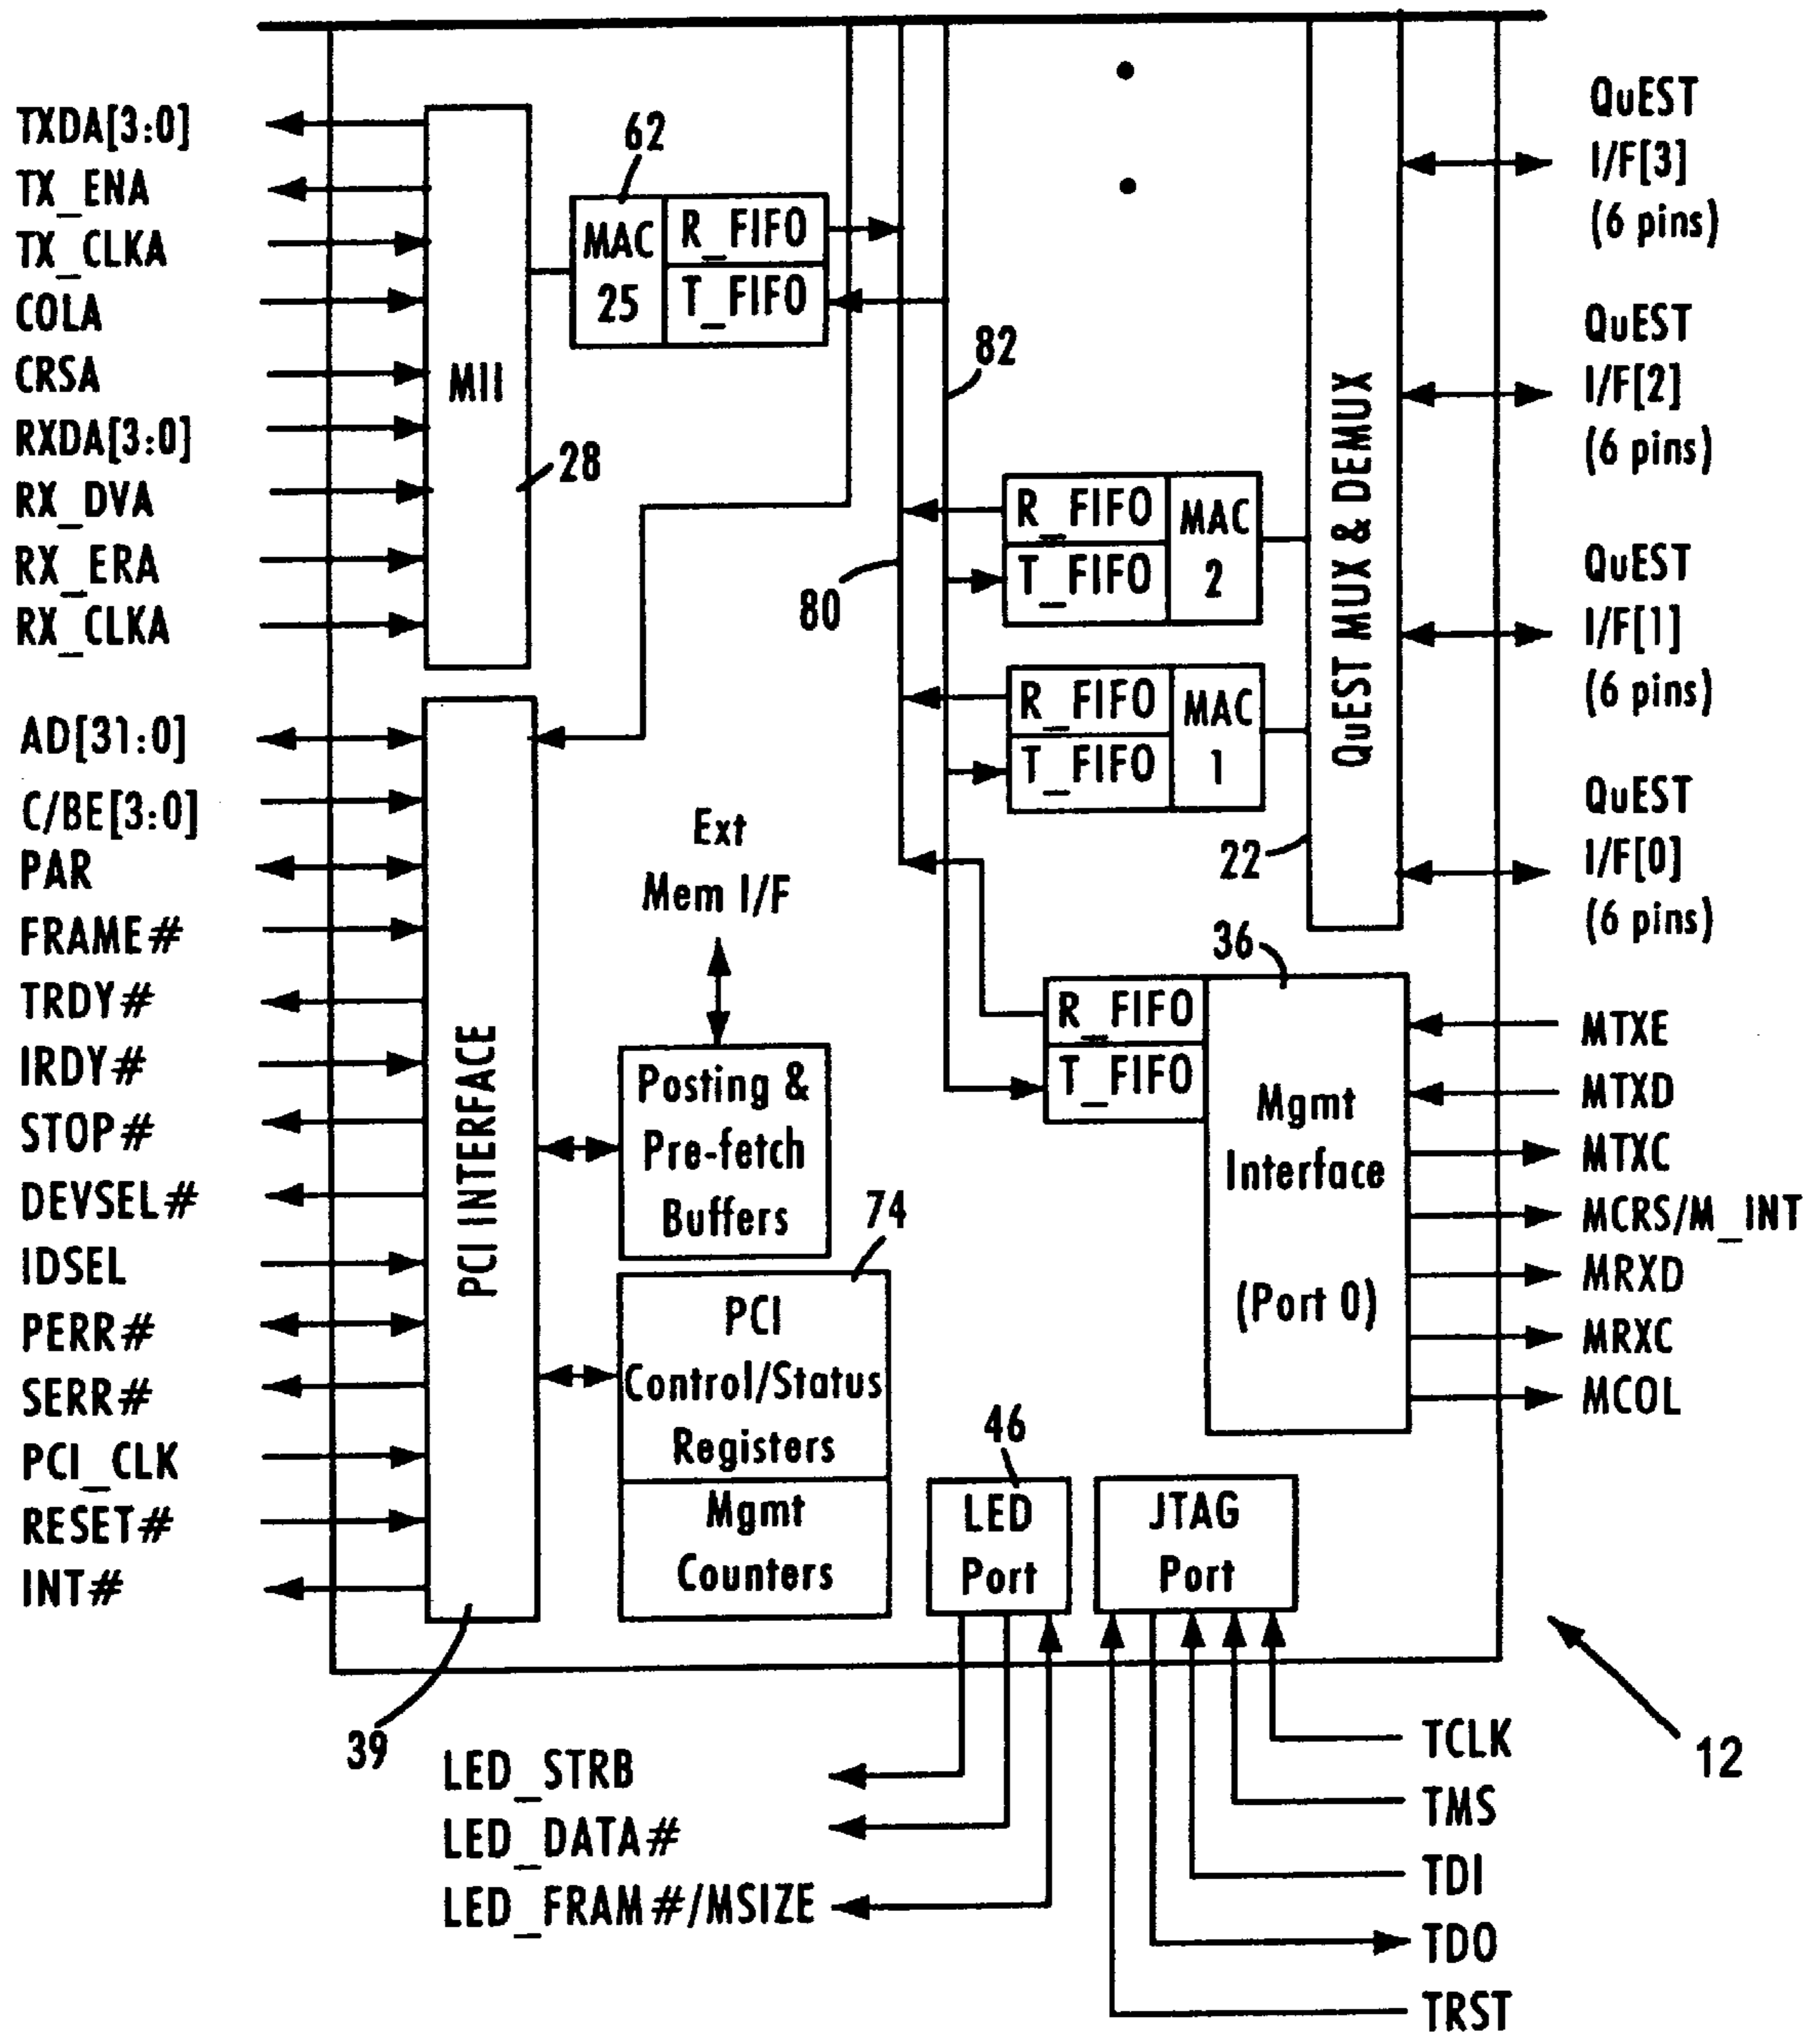 TXDA[3:0]
TX_ENA
TX_CLKA
COLA
CRSA
RXDA[3:0]
RX_DVA
RX_ERA
RX_CLKA
MII
28
62
MAC
25
R_FIFO
T_FIFO
82
80
R_FIFO
T_FIFO
MAC
2
R_FIFO
T_FIFO
MAC
1
QuEST MUX & DEMUX
22
QuEST
I/F[3]
(6 pins)
QuEST
I/F[2]
(6 pins)
QuEST
I/F[1]
(6 pins)
QuEST
I/F[0]
(6 pins)
AD[31:0]
C/BE[3:0]
PAR
FRAME#
TRDY#
IRDY#
STOP#
DEVSEL#
IDSEL
PERR#
SERR#
PCI_CLK
RESET#
INT#
PCI INTERFACE
39
Ext
Mem I/F
Posting &
Pre-fetch
Buffers
74
PCI
Control/Status
Registers
Mgmt
Counters
36
R_FIFO
T_FIFO
Mgmt
Interface
(Port 0)
MTXE
MTXD
MTXC
MCRS/M_INT
MRXD
MRXC
MCOL
46
LED
Port
JTAG
Port
LED_STRB
LED_DATA#
LED_FRAM#/MSIZE
TCLK
TMS
TDI
TDO
TRST
12